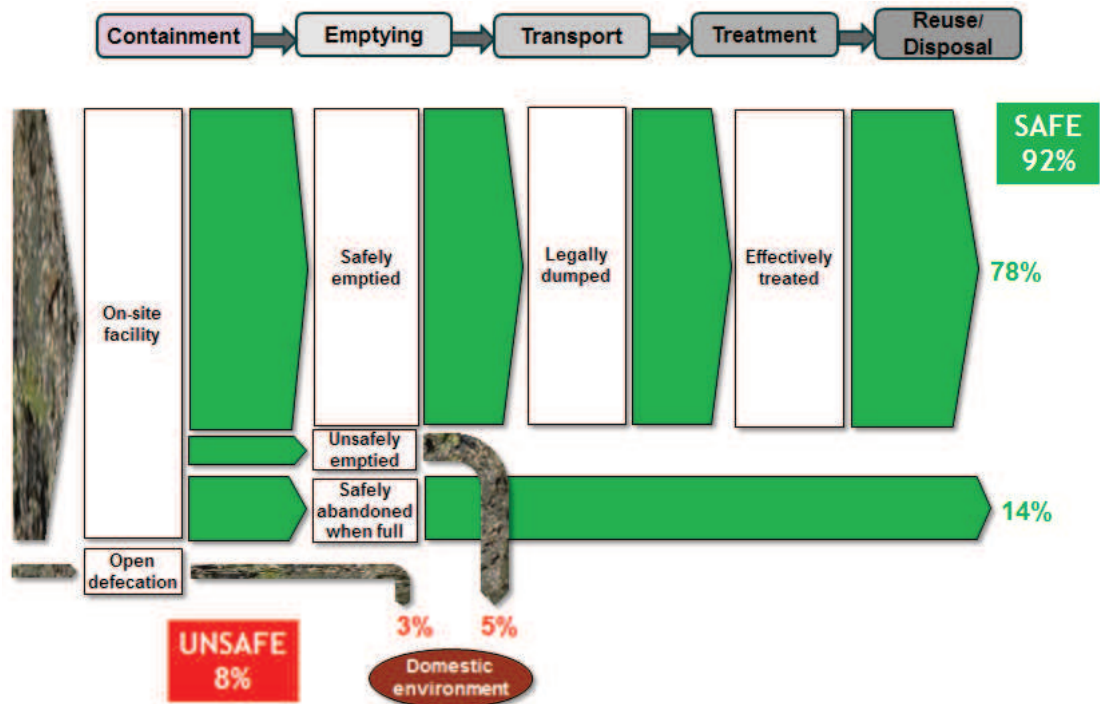 Containment
Emptying
Transport
Treatment
Reuse/
Disposal
SAFE
92%
On-site
facility
Safely
emptied
Legally
dumped
Effectively
treated
78%
Unsafely
emptied
Safely
abandoned
when full
14%
Open
defecation
3%
5%
UNSAFE
8%
Domestic
environment